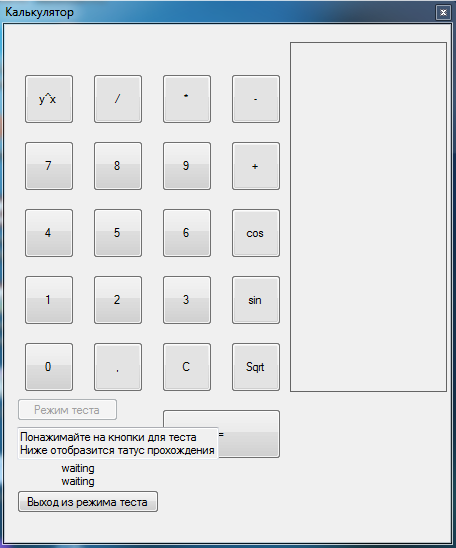 Калькулятор
y^x / * -
7 8 9 +
4 5 6 cos
1 2 3 sin
0 , C Sqrt
Режим теста
=
Понажимайте на кнопки для теста
Ниже отобразится татус прохождения
waiting
waiting
Выход из режима теста